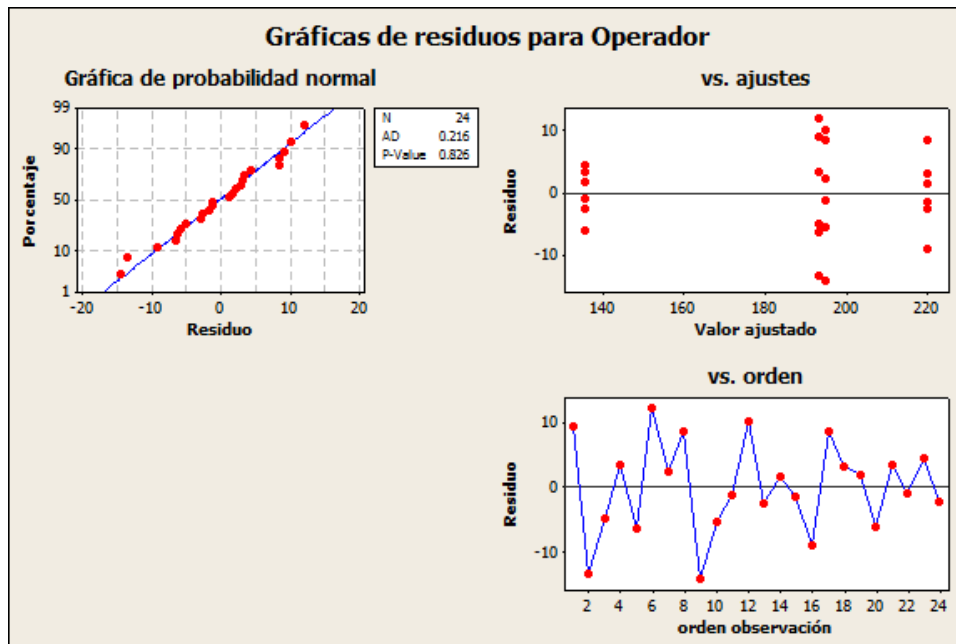 Gráficas de residuos para Operador
Gráfica de probabilidad normal
Porcentaje
99
90
50
10
1
-20 -10 0 10 20
Residuo
N 24
AD 0.216
P-Value 0.826
vs. ajustes
Residuo
10
0
-10
140 160 180 200 220
Valor ajustado
vs. orden
Residuo
10
0
-10
2 4 6 8 10 12 14 16 18 20 22 24
orden observación